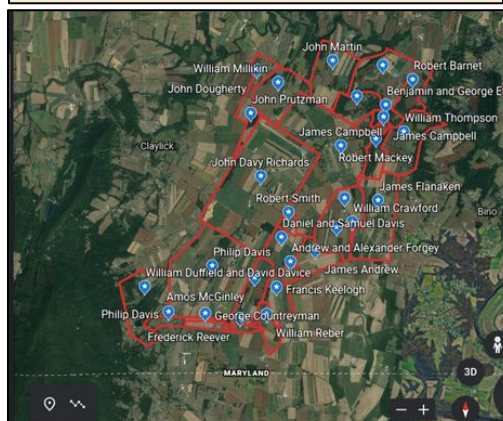 John Martin
William Millikin
Robert Barnet
John Dougherty
John Prutzman
Benjamin and George E
William Thompson
James Campbell
James Campbell
Claylick
Robert Mackey
John Davy Richards
James Flanaken
Robert Smith
William Crawford
Bino
Daniel and Samuel Davis
Philip Davis
Andrew and Alexander Forgey
William Duffield and David Davice
James Andrew
Amos McGinley
Francis Keelogh
Philip Davis
George Countreyman
Frederick Reever
William Reber
MARYLAND
3D